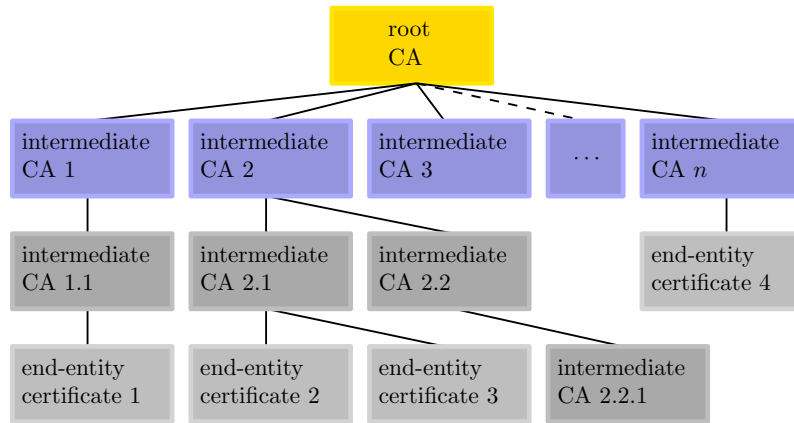 root
CA
intermediate
CA 1
intermediate
CA 2
intermediate
CA 3
...
intermediate
CA n
intermediate
CA 1.1
intermediate
CA 2.1
intermediate
CA 2.2
end-entity
certificate 4
end-entity
certificate 1
end-entity
certificate 2
end-entity
certificate 3
intermediate
CA 2.2.1